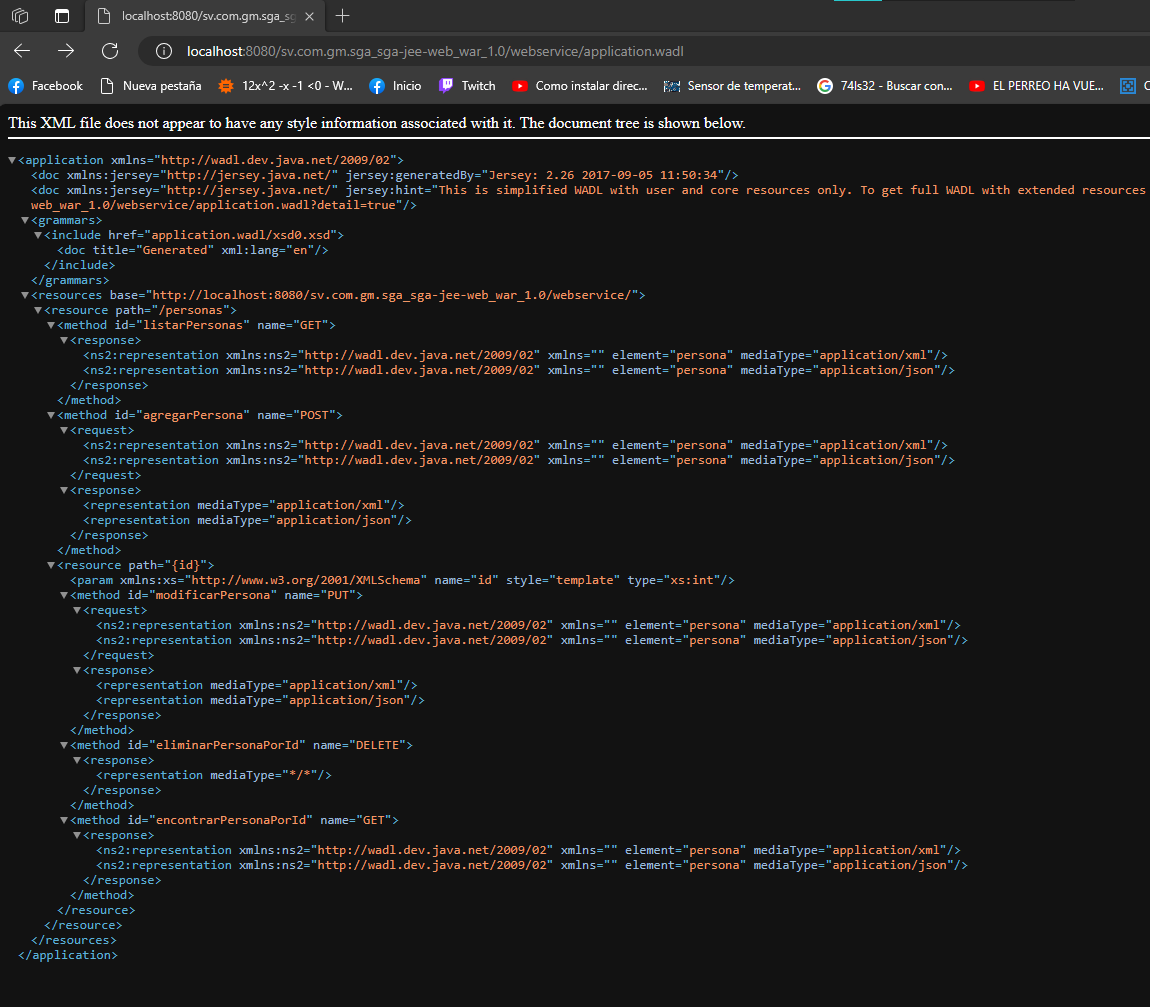 localhost:8080/sv.com.gm.sga_sg
localhost:8080/sv.com.gm.sga_sga-jee-web_war_1.0/webservice/application.wadl
Facebook Nueva pestaña 12x^2 -x -1 <0 - W... Inicio Twitch Como instalar direc... Sensor de temperat... 74ls32 - Buscar con... EL PERREO HA VUE... C
This XML file does not appear to have any style information associated with it. The document tree is shown below.
▼<application xmlns="http://wadl.dev.java.net/2009/02">
<doc xmlns:jersey="http://jersey.java.net/" jersey:generatedBy="Jersey: 2.26 2017-09-05 11:50:34"/>
<doc xmlns:jersey="http://jersey.java.net/" jersey:hint="This is simplified WADL with user and core resources only. To get full WADL with extended resources
web_war_1.0/webservice/application.wadl?detail=true"/>
▼<grammars>
▼<include href="application.wadl/xsd0.xsd">
<doc title="Generated" xml:lang="en"/>
</include>
</grammars>
▼<resources base="http://localhost:8080/sv.com.gm.sga_sga-jee-web_war_1.0/webservice/">
▼<resource path="/personas">
▼<method id="listarPersonas" name="GET">
▼<response>
<ns2:representation xmlns:ns2="http://wadl.dev.java.net/2009/02" xmlns="" element="persona" mediaType="application/xml"/>
<ns2:representation xmlns:ns2="http://wadl.dev.java.net/2009/02" xmlns="" element="persona" mediaType="application/json"/>
</response>
</method>
▼<method id="agregarPersona" name="POST">
▼<request>
<ns2:representation xmlns:ns2="http://wadl.dev.java.net/2009/02" xmlns="" element="persona" mediaType="application/xml"/>
<ns2:representation xmlns:ns2="http://wadl.dev.java.net/2009/02" xmlns="" element="persona" mediaType="application/json"/>
</request>
▼<response>
<representation mediaType="application/xml"/>
<representation mediaType="application/json"/>
</response>
</method>
▼<resource path="{id}">
<param xmlns:xs="http://www.w3.org/2001/XMLSchema" name="id" style="template" type="xs:int"/>
▼<method id="modificarPersona" name="PUT">
▼<request>
<ns2:representation xmlns:ns2="http://wadl.dev.java.net/2009/02" xmlns="" element="persona" mediaType="application/xml"/>
<ns2:representation xmlns:ns2="http://wadl.dev.java.net/2009/02" xmlns="" element="persona" mediaType="application/json"/>
</request>
▼<response>
<representation mediaType="application/xml"/>
<representation mediaType="application/json"/>
</response>
</method>
▼<method id="eliminarPersonaPorId" name="DELETE">
▼<response>
<representation mediaType="*/*"/>
</response>
</method>
▼<method id="encontrarPersonaPorId" name="GET">
▼<response>
<ns2:representation xmlns:ns2="http://wadl.dev.java.net/2009/02" xmlns="" element="persona" mediaType="application/xml"/>
<ns2:representation xmlns:ns2="http://wadl.dev.java.net/2009/02" xmlns="" element="persona" mediaType="application/json"/>
</response>
</method>
</resource>
</resource>
</resources>
</application>